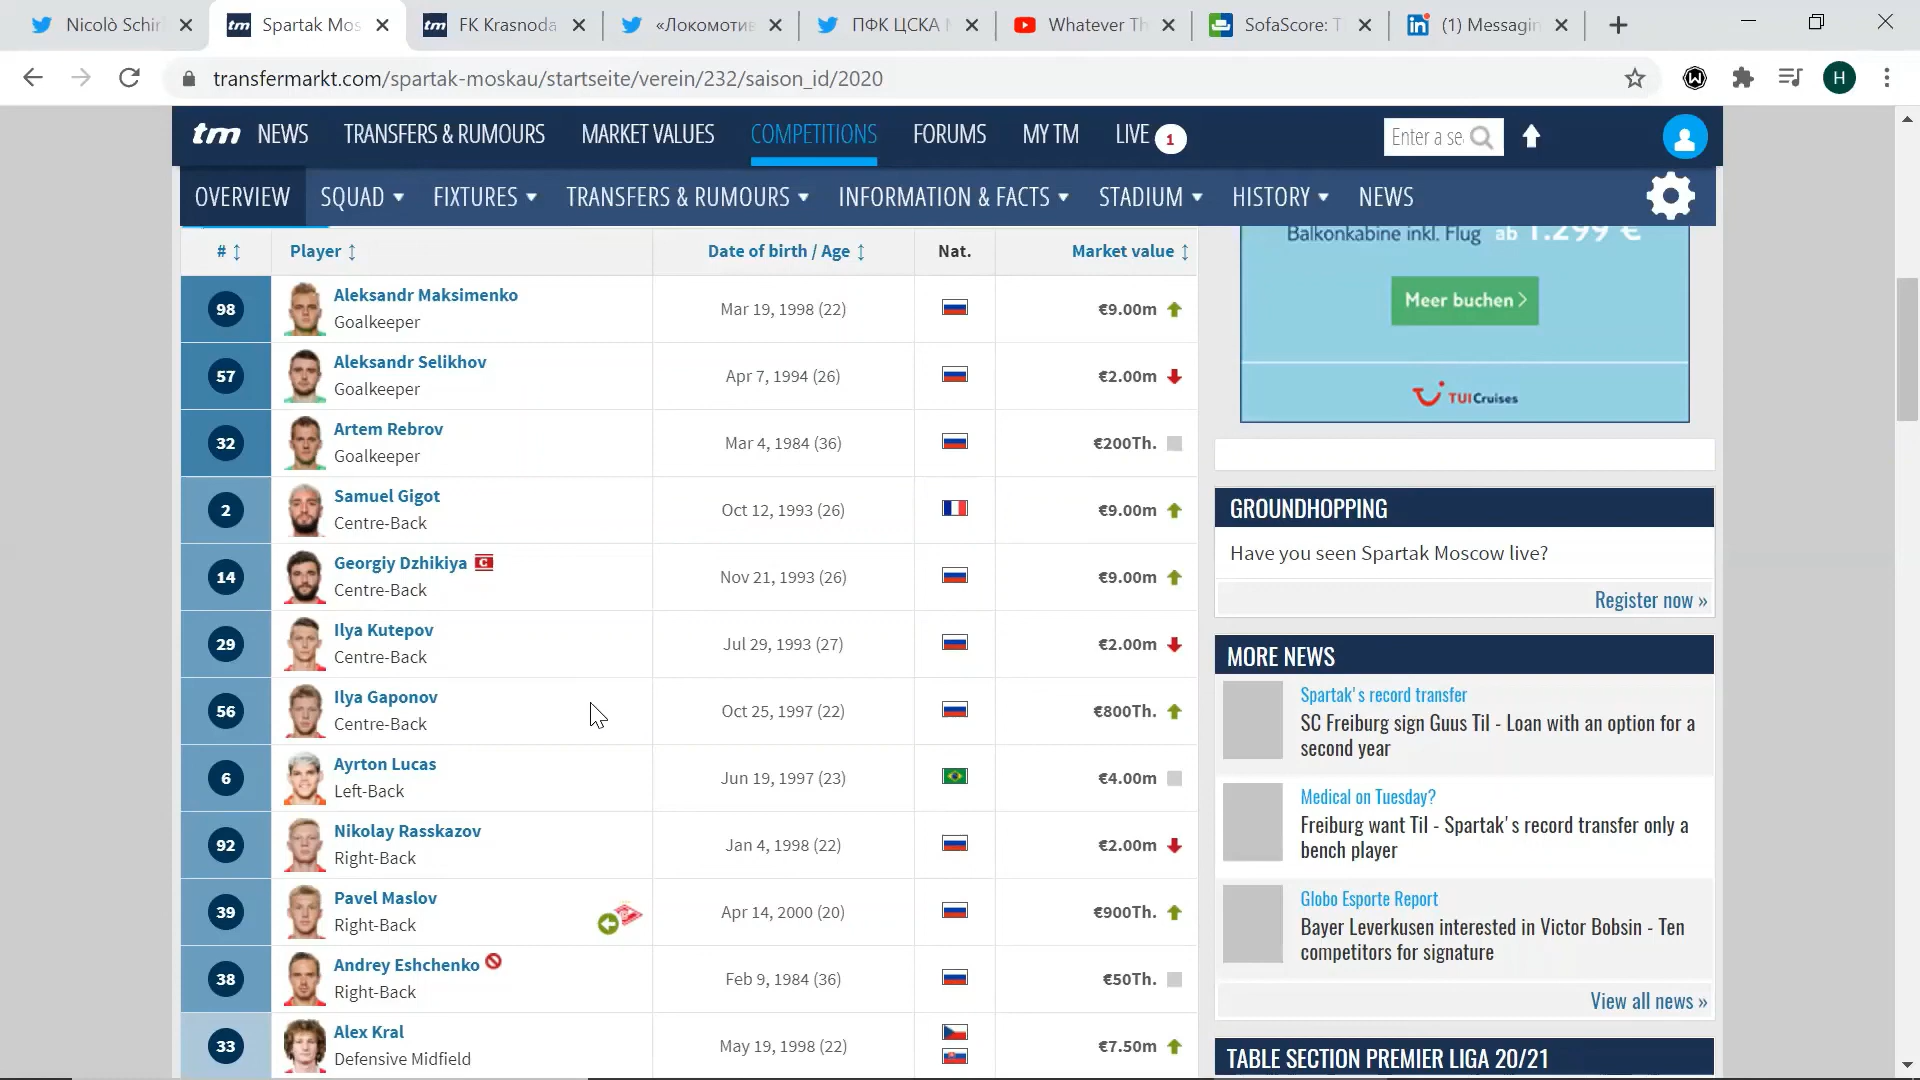 Nicolò Schir
Spartak Mos
FK Krasnoda
«Локомотив
ПФК ЦСКА
Whatever Th
SofaScore: T
(1) Messagin
transfermarkt.com/spartak-moskau/startseite/verein/232/saison_id/2020
H
tm NEWS TRANSFERS & RUMOURS MARKET VALUES COMPETITIONS FORUMS MY TM LIVE 1
Enter a se
OVERVIEW SQUAD FIXTURES TRANSFERS & RUMOURS INFORMATION & FACTS STADIUM HISTORY NEWS
# Player Date of birth / Age Nat. Market value
98 Aleksandr Maksimenko Mar 19, 1998 (22) €9.00m
Goalkeeper
57 Aleksandr Selikhov Apr 7, 1994 (26) €2.00m
Goalkeeper
32 Artem Rebrov Mar 4, 1984 (36) €200Th.
Goalkeeper
2 Samuel Gigot Oct 12, 1993 (26) €9.00m
Centre-Back
14 Georgiy Dzhikiya C Nov 21, 1993 (26) €9.00m
Centre-Back
29 Ilya Kutepov Jul 29, 1993 (27) €2.00m
Centre-Back
56 Ilya Gaponov Oct 25, 1997 (22) €800Th.
Centre-Back
6 Ayrton Lucas Jun 19, 1997 (23) €4.00m
Left-Back
92 Nikolay Rasskazov Jan 4, 1998 (22) €2.00m
Right-Back
39 Pavel Maslov Apr 14, 2000 (20) €900Th.
Right-Back
38 Andrey Eshchenko Feb 9, 1984 (36) €50Th.
Right-Back
33 Alex Kral May 19, 1998 (22) €7.50m
Defensive Midfield
Balkonkabine inkl. Flug ab 1.299 €
Meer buchen
TUI Cruises
GROUNDHOPPING
Have you seen Spartak Moscow live?
Register now »
MORE NEWS
Spartak's record transfer
SC Freiburg sign Guus Til - Loan with an option for a
second year
Medical on Tuesday?
Freiburg want Til - Spartak's record transfer only a
bench player
Globo Esporte Report
Bayer Leverkusen interested in Victor Bobsin - Ten
competitors for signature
View all news »
TABLE SECTION PREMIER LIGA 20/21